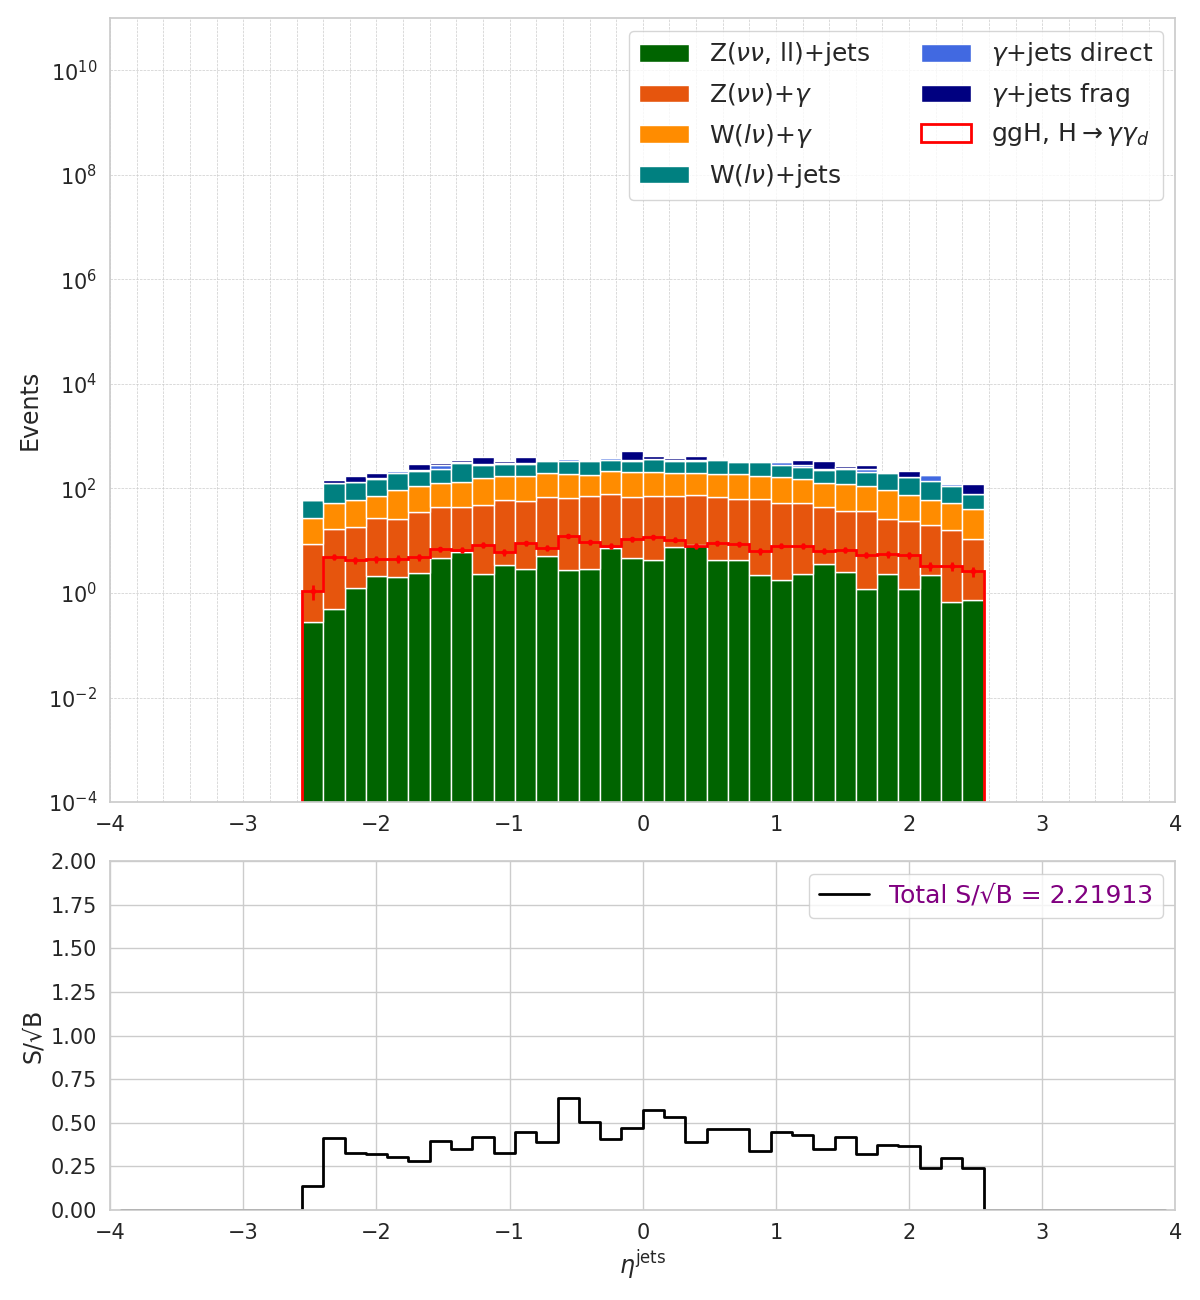 Z(νν, ll)+jets
Z(νν)+γ
W(lν)+γ
W(lν)+jets
γ+jets direct
γ+jets frag
ggH, H→γγ_d
Events
10^10
10^8
10^6
10^4
10^2
10^0
10^−2
10^−4
−4 −3 −2 −1 0 1 2 3 4
Total S/√B = 2.21913
S/√B
2.00
1.75
1.50
1.25
1.00
0.75
0.50
0.25
0.00
−4 −3 −2 −1 0 1 2 3 4
η^jets